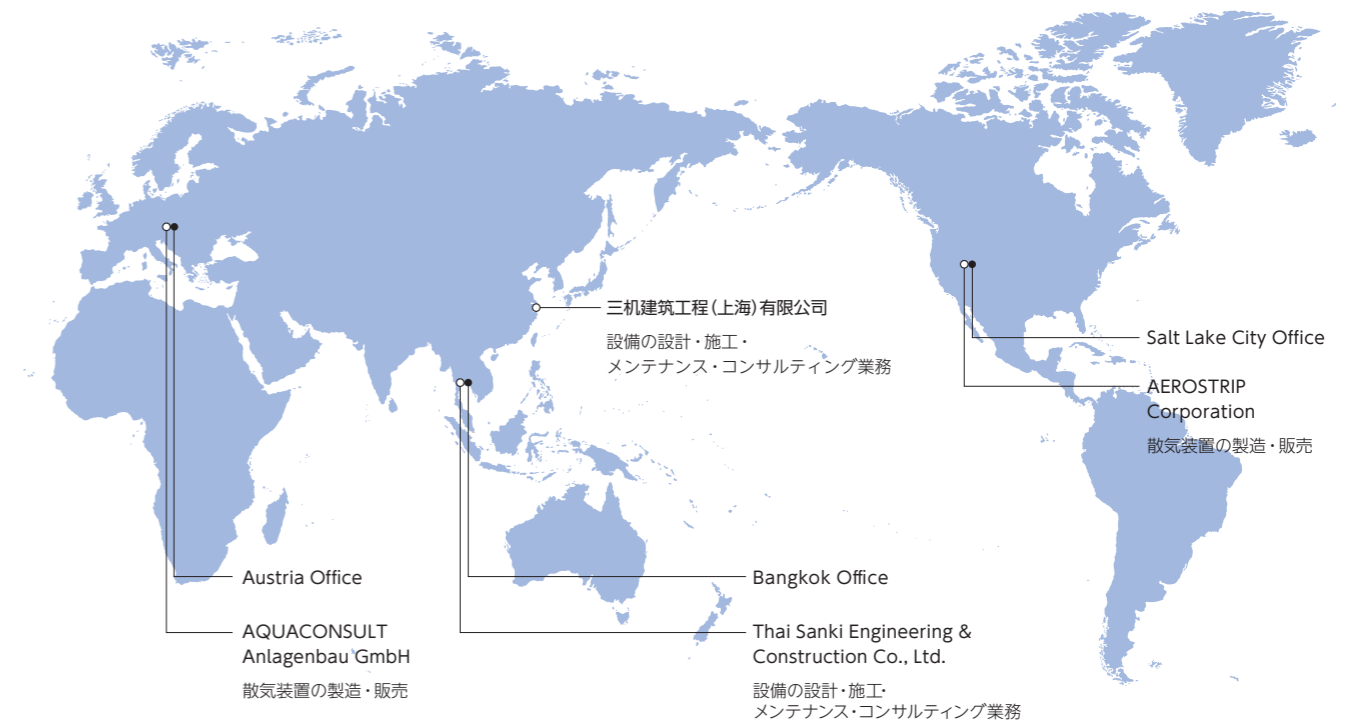 三机建筑工程(上海)有限公司
設備の設計・施工・
メンテナンス・コンサルティング業務
Salt Lake City Office
AEROSTRIP
Corporation
散気装置の製造・販売
Austria Office
AQUACONSULT
Anlagenbau GmbH
散気装置の製造・販売
Bangkok Office
Thai Sanki Engineering &
Construction Co., Ltd.
設備の設計・施工・
メンテナンス・コンサルティング業務